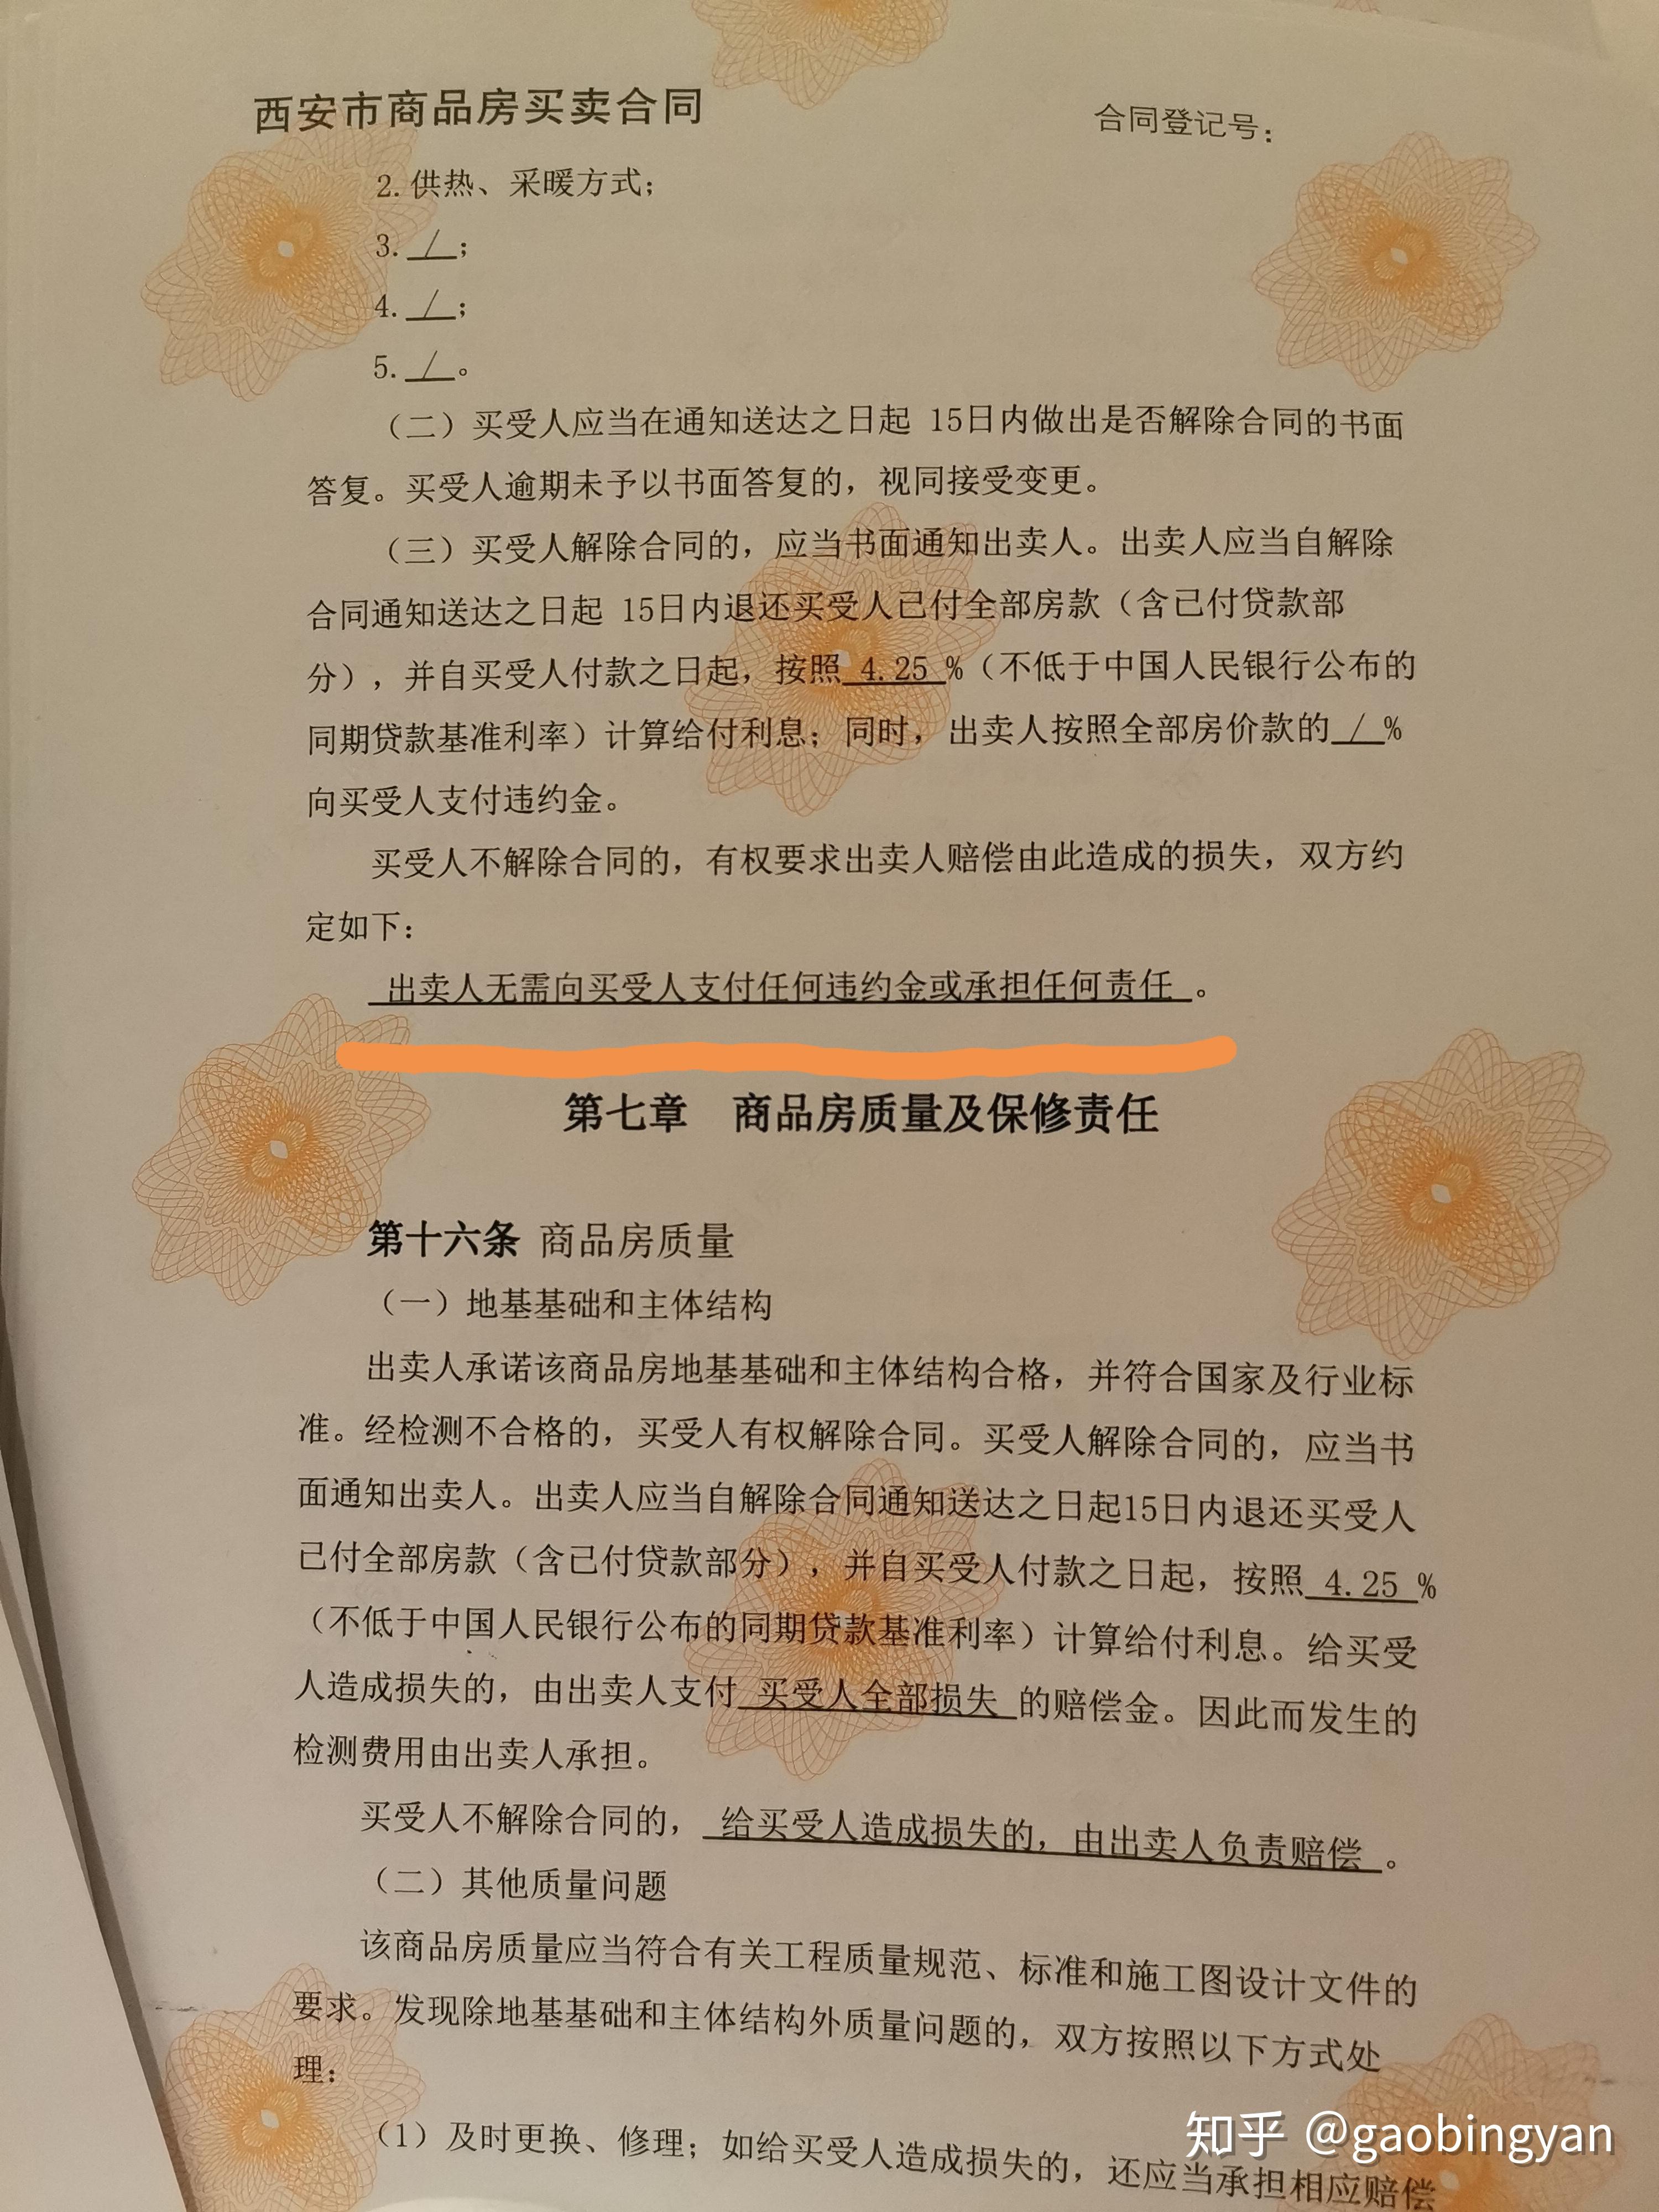 西安市商品房买卖合同
合同登记号：
2. 供热、采暖方式；
3. / ；
4. / ；
5. / 。
（二）买受人应当在通知送达之日起 15日内做出是否解除合同的书面
答复。买受人逾期未予以书面答复的，视同接受变更。
（三）买受人解除合同的，应当书面通知出卖人。出卖人应当自解除
合同通知送达之日起 15日内退还买受人已付全部房款（含已付贷款部
分），并自买受人付款之日起，按照 4.25 %（不低于中国人民银行公布的
同期贷款基准利率）计算给付利息；同时，出卖人按照全部房价款的 / %
向买受人支付违约金。
买受人不解除合同的，有权要求出卖人赔偿由此造成的损失，双方约
定如下：
出卖人无需向买受人支付任何违约金或承担任何责任 。
第七章 商品房质量及保修责任
第十六条 商品房质量
（一）地基基础和主体结构
出卖人承诺该商品房地基基础和主体结构合格，并符合国家及行业标
准。经检测不合格的，买受人有权解除合同。买受人解除合同的，应当书
面通知出卖人。出卖人应当自解除合同通知送达之日起15日内退还买受人
已付全部房款（含已付贷款部分），并自买受人付款之日起，按照 4.25 %
（不低于中国人民银行公布的同期贷款基准利率）计算给付利息。给买受
人造成损失的，由出卖人支付 买受人全部损失 的赔偿金。因此而发生的
检测费用由出卖人承担。
买受人不解除合同的， 给买受人造成损失的，由出卖人负责赔偿 。
（二）其他质量问题
该商品房质量应当符合有关工程质量规范、标准和施工图设计文件的
要求。发现除地基基础和主体结构外质量问题的，双方按照以下方式处
理：
（1）及时更换、修理；如给买受人造成损失的，还应当承担相应赔偿
知乎 @gaobingyan